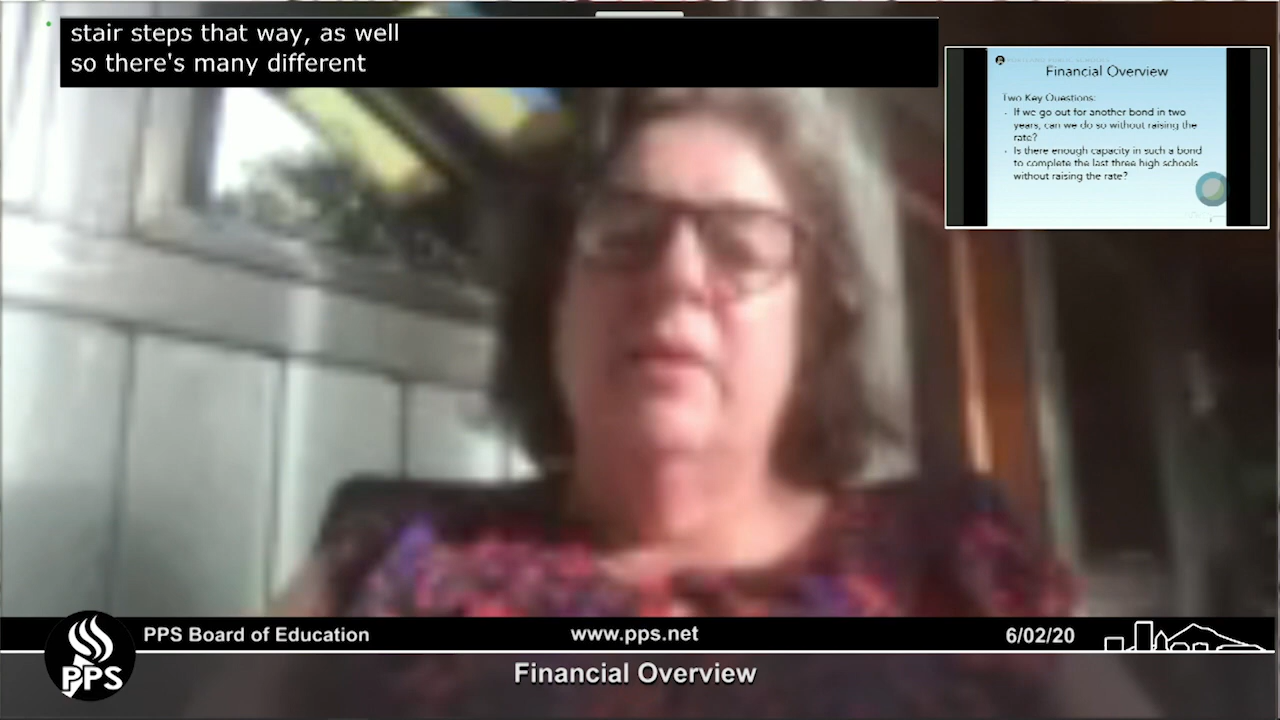 stair steps that way, as well
so there's many different
Financial Overview
Two Key Questions:
· If we go out for another bond in two
years, can we do so without raising the
rate?
· Is there enough capacity in such a bond
to complete the last three high schools
without raising the rate?
PPS
PPS Board of Education
www.pps.net
6/02/20
Financial Overview